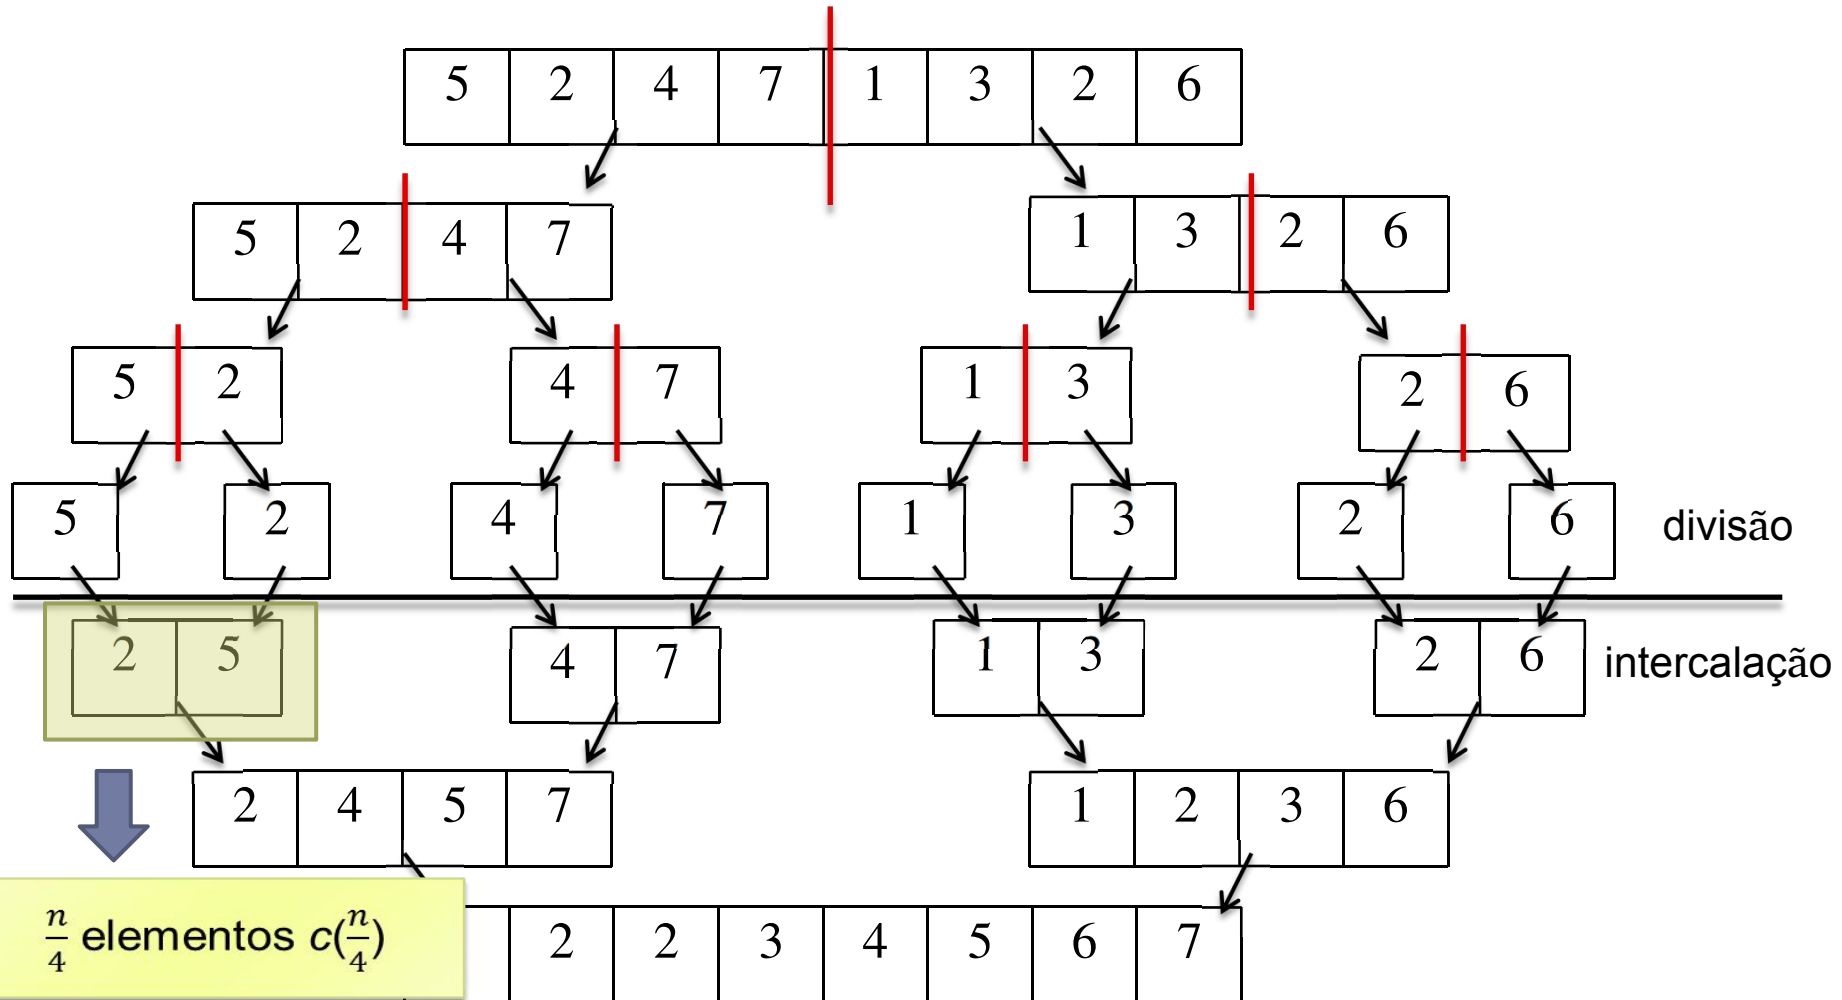 5 2 4 7 1 3 2 6
5 2 4 7 1 3 2 6
5 2 4 7 1 3 2 6
5 2 4 7 1 3 2 6 divisão
2 5 4 7 1 3 2 6 intercalação
2 4 5 7 1 2 3 6
n/4 elementos c(n/4) 2 2 3 4 5 6 7